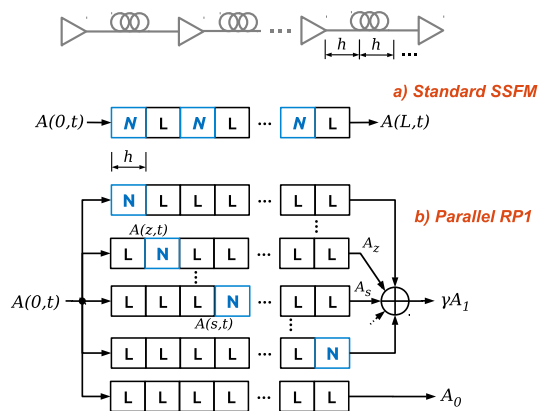 h h
a) Standard SSFM
A(0,t) N L N L ... N L A(L,t)
h
b) Parallel RP1
N L L L ... L L
A(z,t)
L N L L ... L L A_z
A(0,t) L L L N ... L L A_s γA_1
A(s,t)
L L L L ... L N
L L L L ... L L A_0